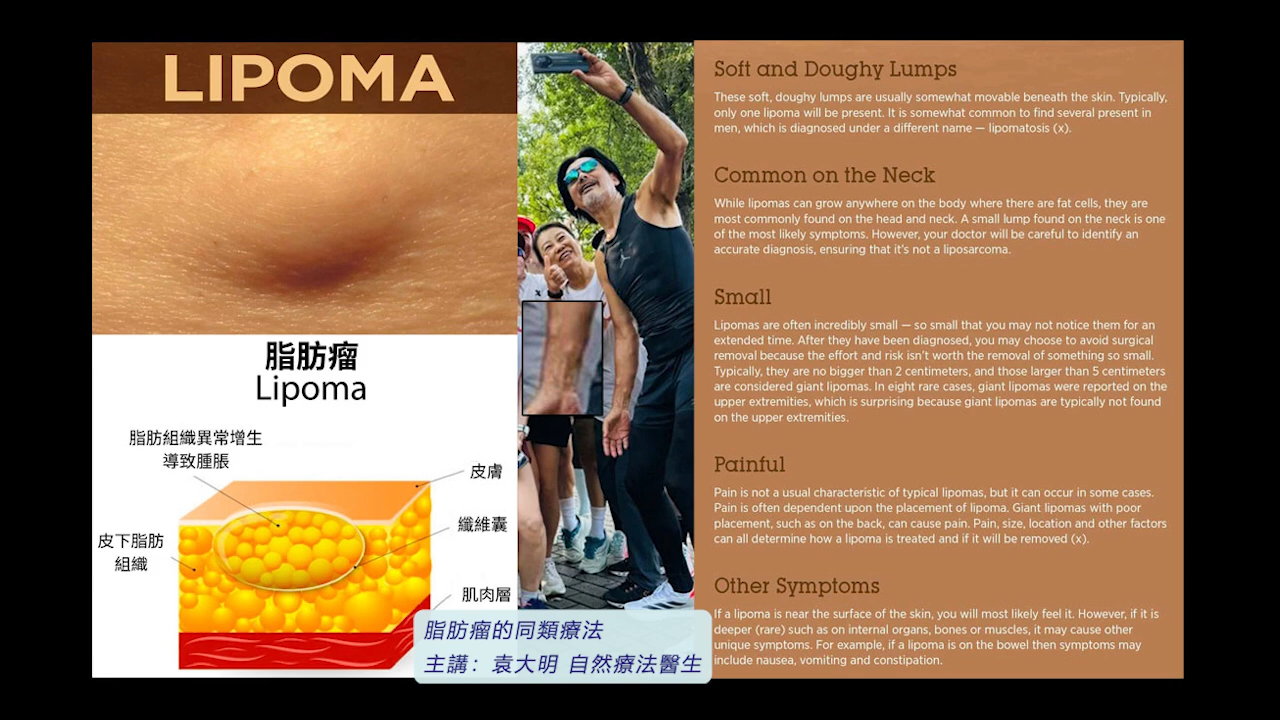 LIPOMA
脂肪瘤
Lipoma
脂肪組織異常增生
導致腫脹
皮膚
纖維囊
皮下脂肪
組織
肌肉層
Soft and Doughy Lumps
These soft, doughy lumps are usually somewhat movable beneath the skin. Typically,
only one lipoma will be present. It is somewhat common to find several present in
men, which is diagnosed under a different name — lipomatosis (x).
Common on the Neck
While lipomas can grow anywhere on the body where there are fat cells, they are
most commonly found on the head and neck. A small lump found on the neck is one
of the most likely symptoms. However, your doctor will be careful to identify an
accurate diagnosis, ensuring that it's not a liposarcoma.
Small
Lipomas are often incredibly small — so small that you may not notice them for an
extended time. After they have been diagnosed, you may choose to avoid surgical
removal because the effort and risk isn't worth the removal of something so small.
Typically, they are no bigger than 2 centimeters, and those larger than 5 centimeters
are considered giant lipomas. In eight rare cases, giant lipomas were reported on the
upper extremities, which is surprising because giant lipomas are typically not found
on the upper extremities.
Painful
Pain is not a usual characteristic of typical lipomas, but it can occur in some cases.
Pain is often dependent upon the placement of lipoma. Giant lipomas with poor
placement, such as on the back, can cause pain. Pain, size, location and other factors
can all determine how a lipoma is treated and if it will be removed (x).
Other Symptoms
If a lipoma is near the surface of the skin, you will most likely feel it. However, if it is
deeper (rare) such as on internal organs, bones or muscles, it may cause other
unique symptoms. For example, if a lipoma is on the bowel then symptoms may
include nausea, vomiting and constipation.
脂肪瘤的同類療法
主講：袁大明 自然療法醫生